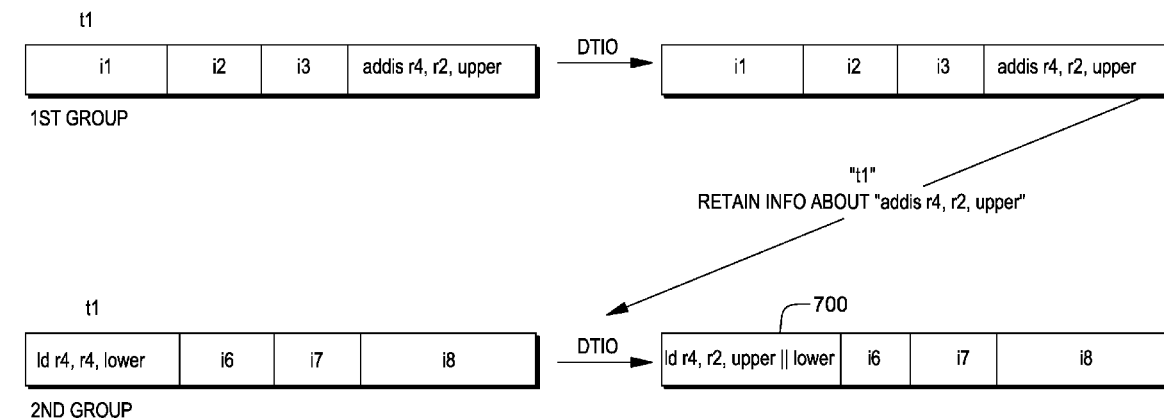 t1
i1 i2 i3 addis r4, r2, upper
DTIO
i1 i2 i3 addis r4, r2, upper
1ST GROUP
"t1"
RETAIN INFO ABOUT "addis r4, r2, upper"
t1
700
ld r4, r4, lower i6 i7 i8
DTIO
ld r4, r2, upper || lower i6 i7 i8
2ND GROUP